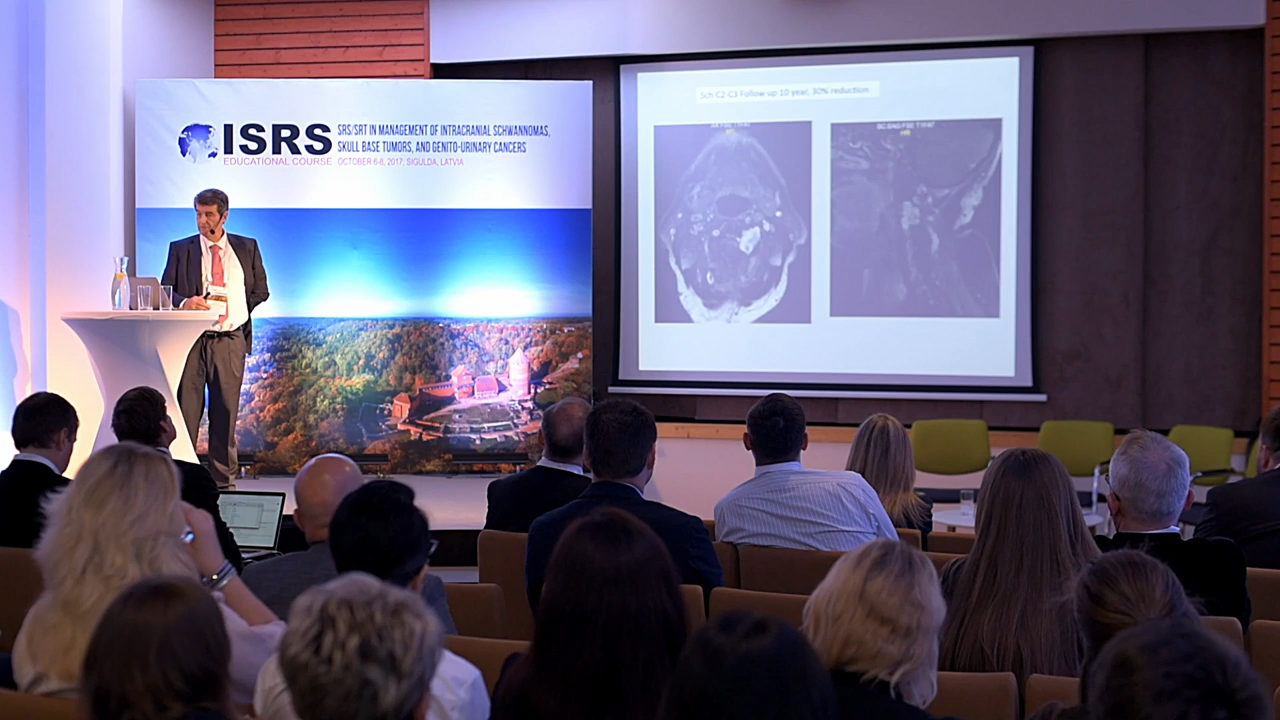 ISRS
EDUCATIONAL COURSE
SRS/SRT IN MANAGEMENT OF INTRACRANIAL SCHWANNOMAS,
SKULL BASE TUMORS, AND GENITO-URINARY CANCERS
OCTOBER 6-8, 2017; SIGULDA, LATVIA
Sch C2-C3 Follow up 10 year, 30% reduction